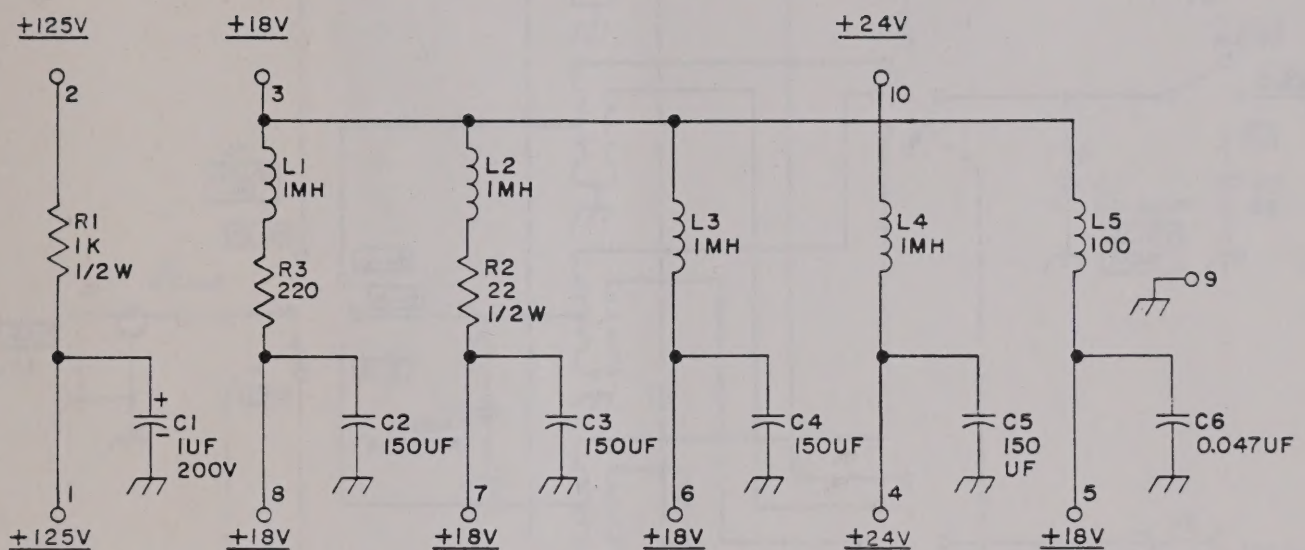 +125V
+18V
+24V
2
3
10
R1
1K
1/2W
L1
1MH
R3
220
L2
1MH
R2
22
1/2W
L3
1MH
L4
1MH
L5
100
9
+
-
C1
1UF
200V
C2
150UF
C3
150UF
C4
150UF
C5
150
UF
C6
0.047UF
1
8
7
6
4
5
+125V
+18V
+18V
+18V
+24V
+18V